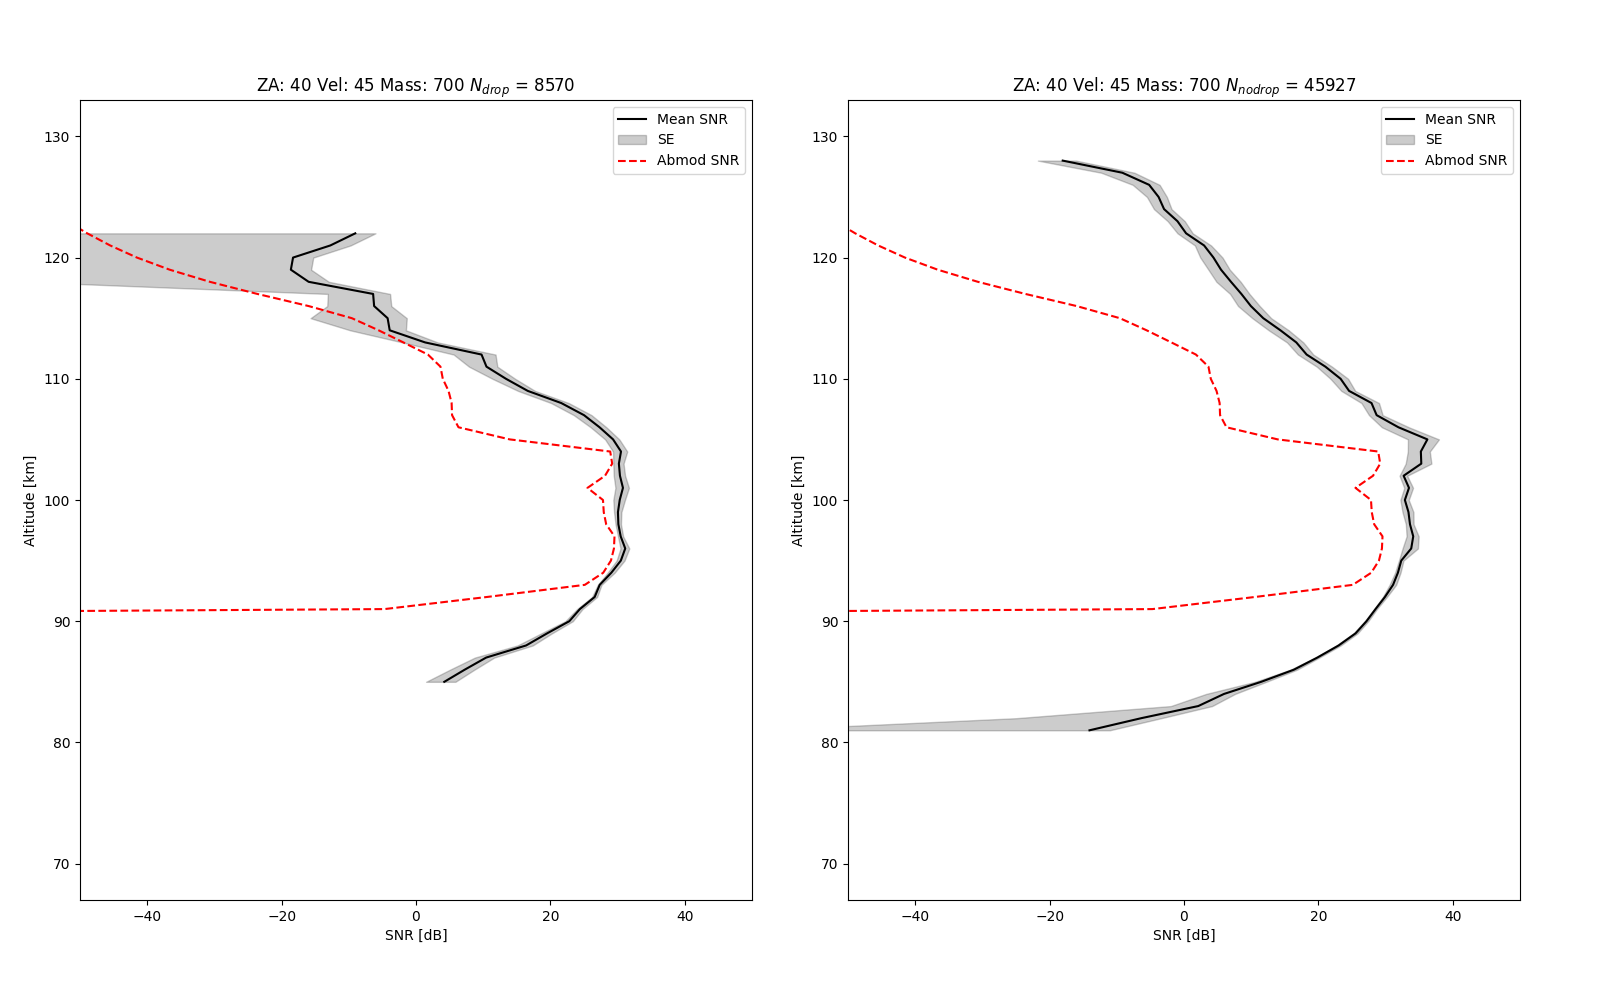 ZA: 40 Vel: 45 Mass: 700 N_drop = 8570
Mean SNR
SE
Abmod SNR
130
120
110
100
90
80
70
Altitude [km]
−40
−20
0
20
40
SNR [dB]
ZA: 40 Vel: 45 Mass: 700 N_nodrop = 45927
Mean SNR
SE
Abmod SNR
130
120
110
100
90
80
70
Altitude [km]
−40
−20
0
20
40
SNR [dB]